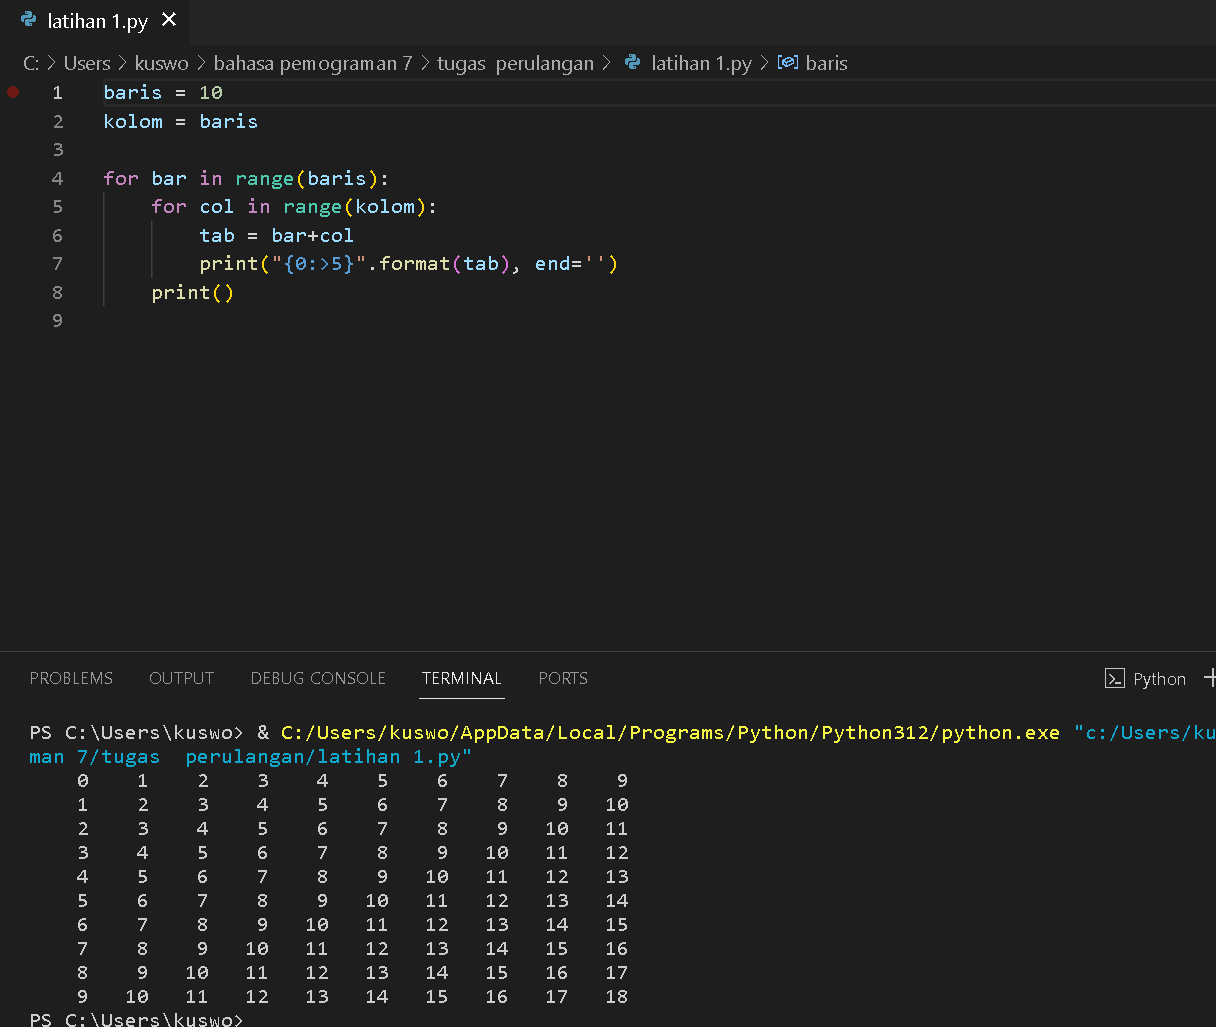 latihan 1.py
C: > Users > kuswo > bahasa pemograman 7 > tugas  perulangan > latihan 1.py > baris
1 baris = 10
2 kolom = baris
3
4 for bar in range(baris):
5     for col in range(kolom):
6         tab = bar+col
7         print("{0:>5}".format(tab), end='')
8     print()
9
PROBLEMS OUTPUT DEBUG CONSOLE TERMINAL PORTS Python
PS C:\Users\kuswo> & C:/Users/kuswo/AppData/Local/Programs/Python/Python312/python.exe "c:/Users/ku
man 7/tugas  perulangan/latihan 1.py"
    0    1    2    3    4    5    6    7    8    9
    1    2    3    4    5    6    7    8    9   10
    2    3    4    5    6    7    8    9   10   11
    3    4    5    6    7    8    9   10   11   12
    4    5    6    7    8    9   10   11   12   13
    5    6    7    8    9   10   11   12   13   14
    6    7    8    9   10   11   12   13   14   15
    7    8    9   10   11   12   13   14   15   16
    8    9   10   11   12   13   14   15   16   17
    9   10   11   12   13   14   15   16   17   18
PS C:\Users\kuswo>